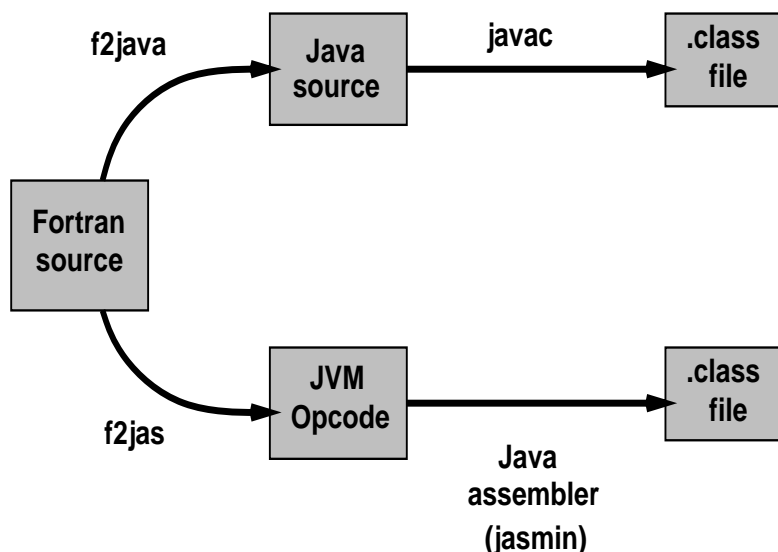 f2java
Java
source
javac
.class
file
Fortran
source
f2jas
JVM
Opcode
Java
assembler
(jasmin)
.class
file